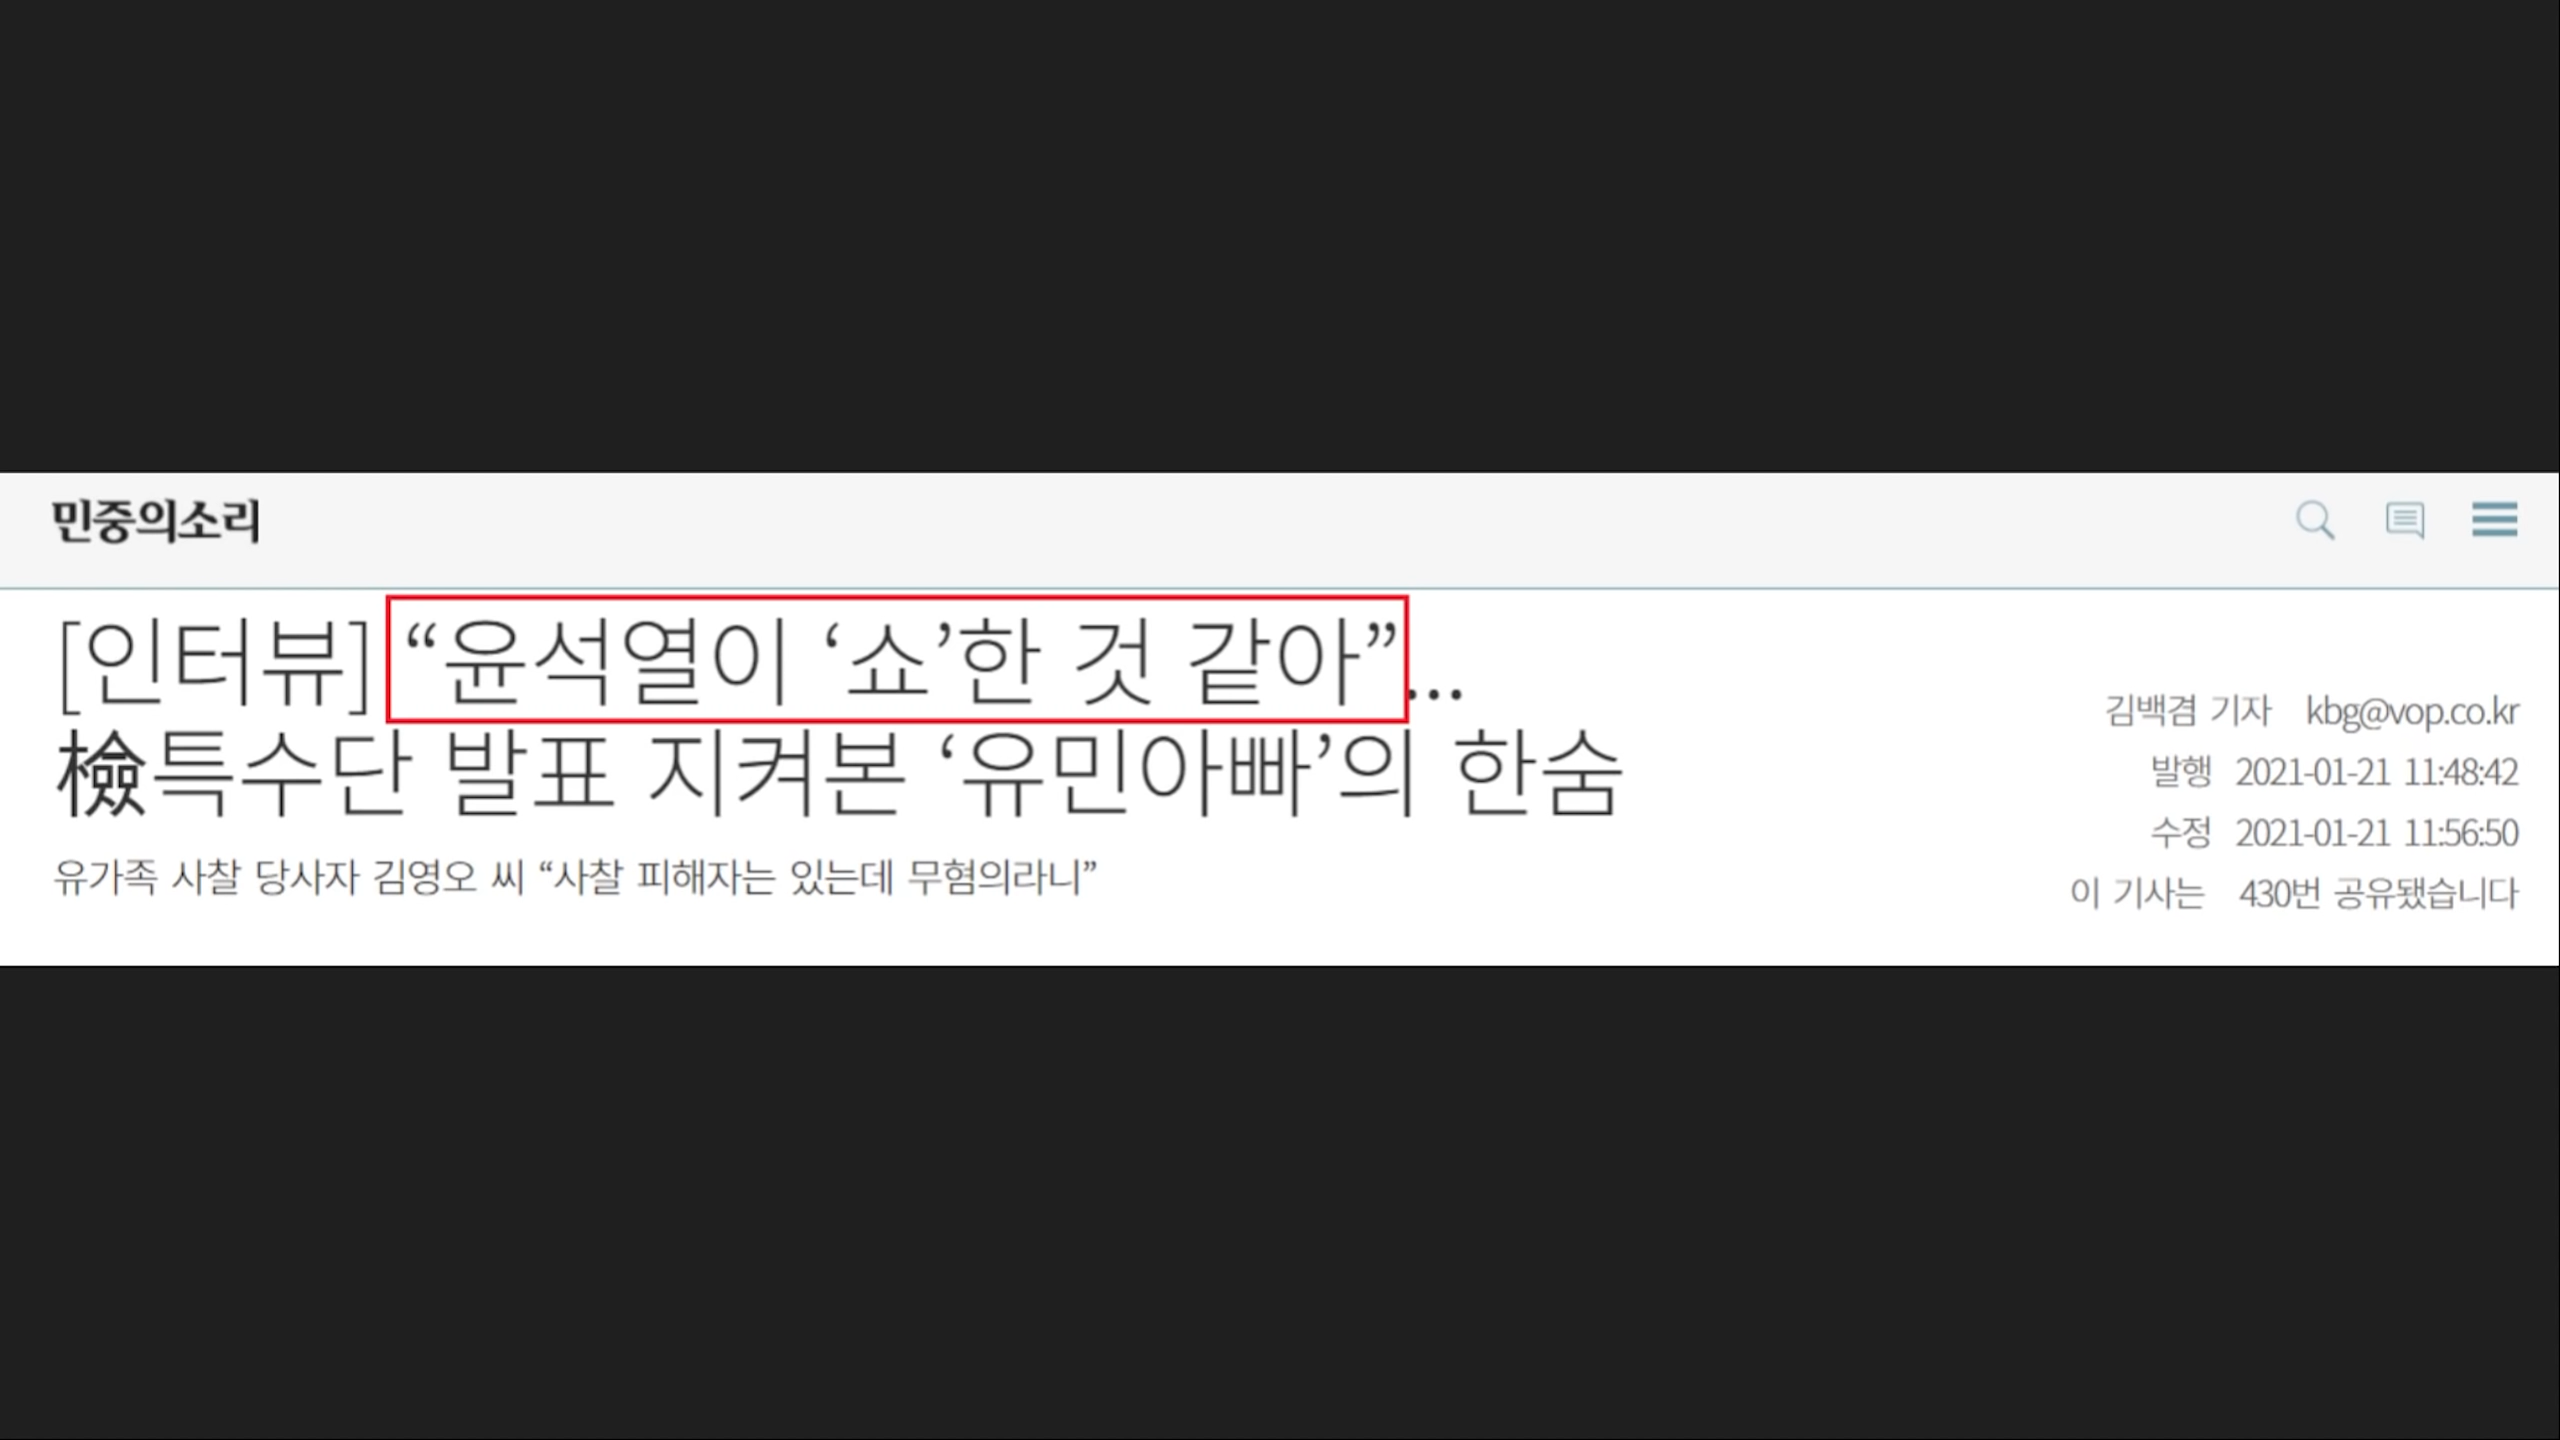 민중의소리
[인터뷰] “윤석열이 ‘쇼’한 것 같아”...
檢특수단 발표 지켜본 ‘유민아빠’의 한숨
유가족 사찰 당사자 김영오 씨 “사찰 피해자는 있는데 무혐의라니”
김백겸 기자 kbg@vop.co.kr
발행 2021-01-21 11:48:42
수정 2021-01-21 11:56:50
이 기사는 430번 공유됐습니다